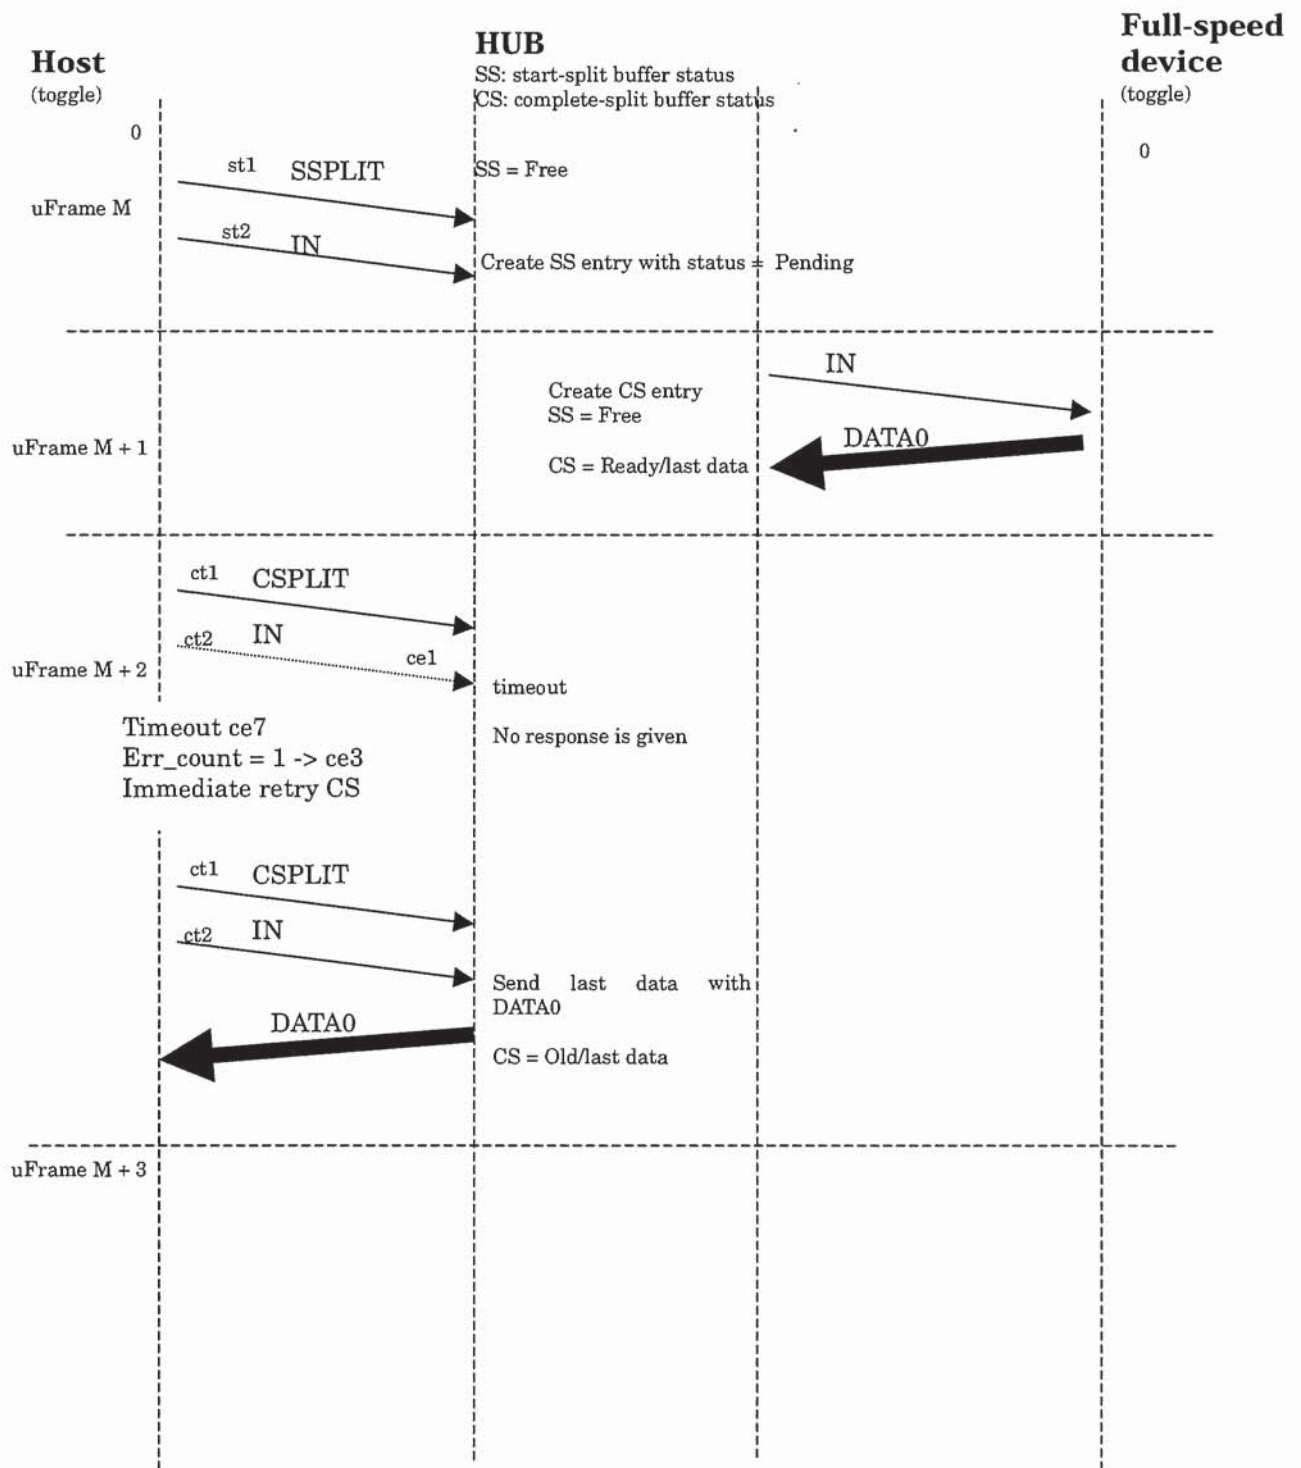 Host
(toggle)
HUB
SS: start-split buffer status
CS: complete-split buffer status
Full-speed
device
(toggle)
0
0
st1 SSPLIT
SS = Free
uFrame M
st2 IN
Create SS entry with status = Pending
IN
Create CS entry
SS = Free
DATA0
uFrame M + 1
CS = Ready/last data
ct1 CSPLIT
ct2 IN
ce1
uFrame M + 2
timeout
Timeout ce7
No response is given
Err_count = 1 -> ce3
Immediate retry CS
ct1 CSPLIT
ct2 IN
Send last data with
DATA0
DATA0
CS = Old/last data
uFrame M + 3